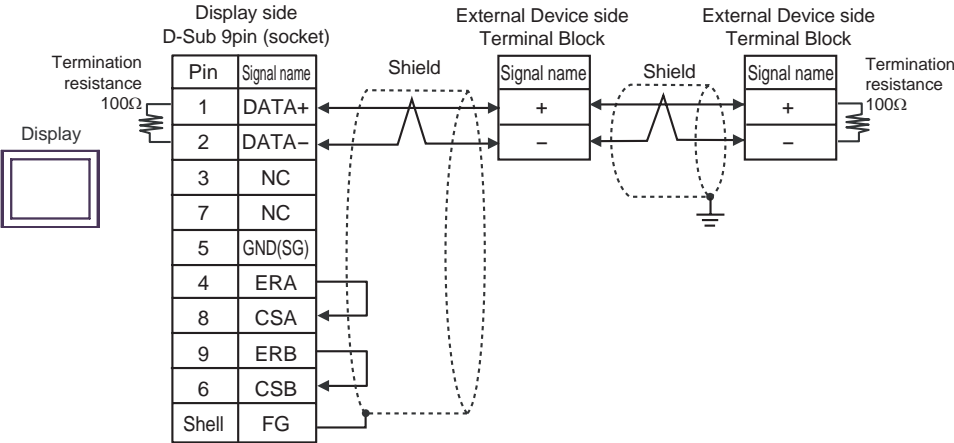 Display side
D-Sub 9pin (socket)
External Device side
Terminal Block
External Device side
Terminal Block
Termination
resistance
100Ω
Shield
Shield
Termination
resistance
100Ω
Display
Pin Signal name
1 DATA+
2 DATA−
3 NC
7 NC
5 GND(SG)
4 ERA
8 CSA
9 ERB
6 CSB
Shell FG
Signal name
+
−
Signal name
+
−